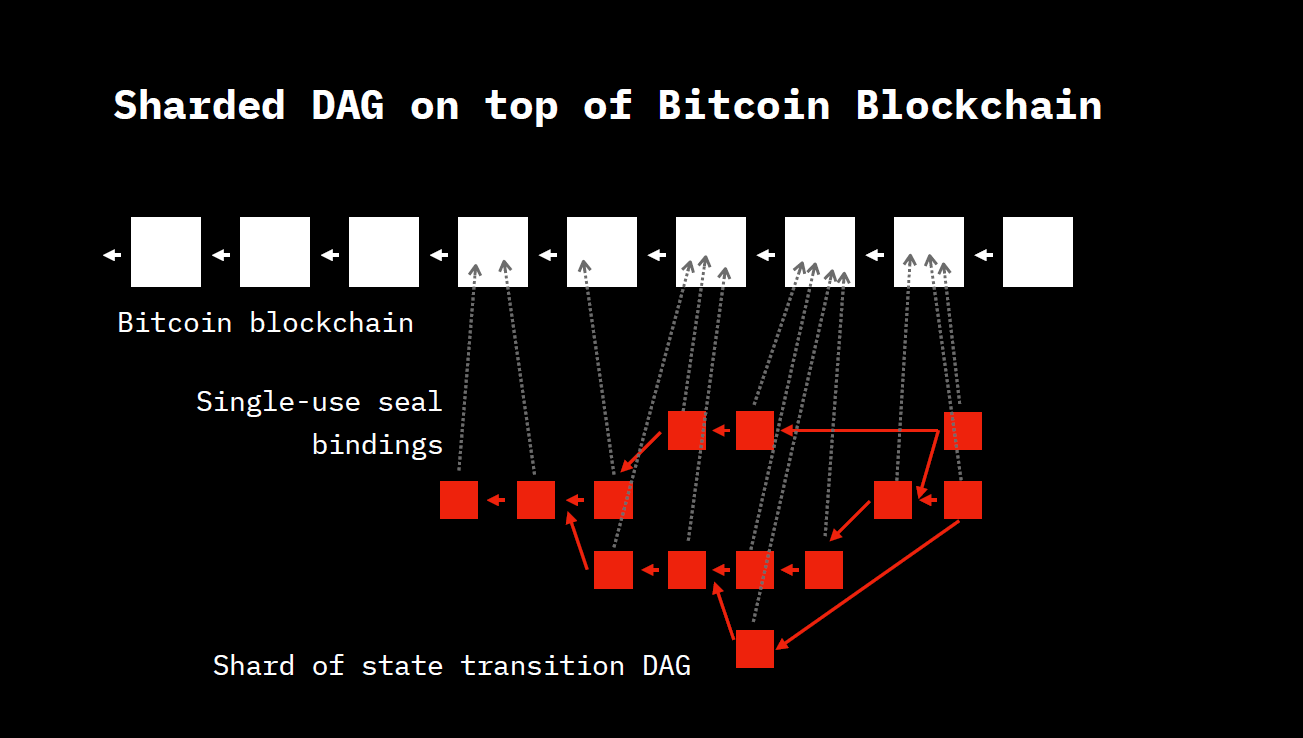 Sharded DAG on top of Bitcoin Blockchain
Bitcoin blockchain
Single-use seal
bindings
Shard of state transition DAG